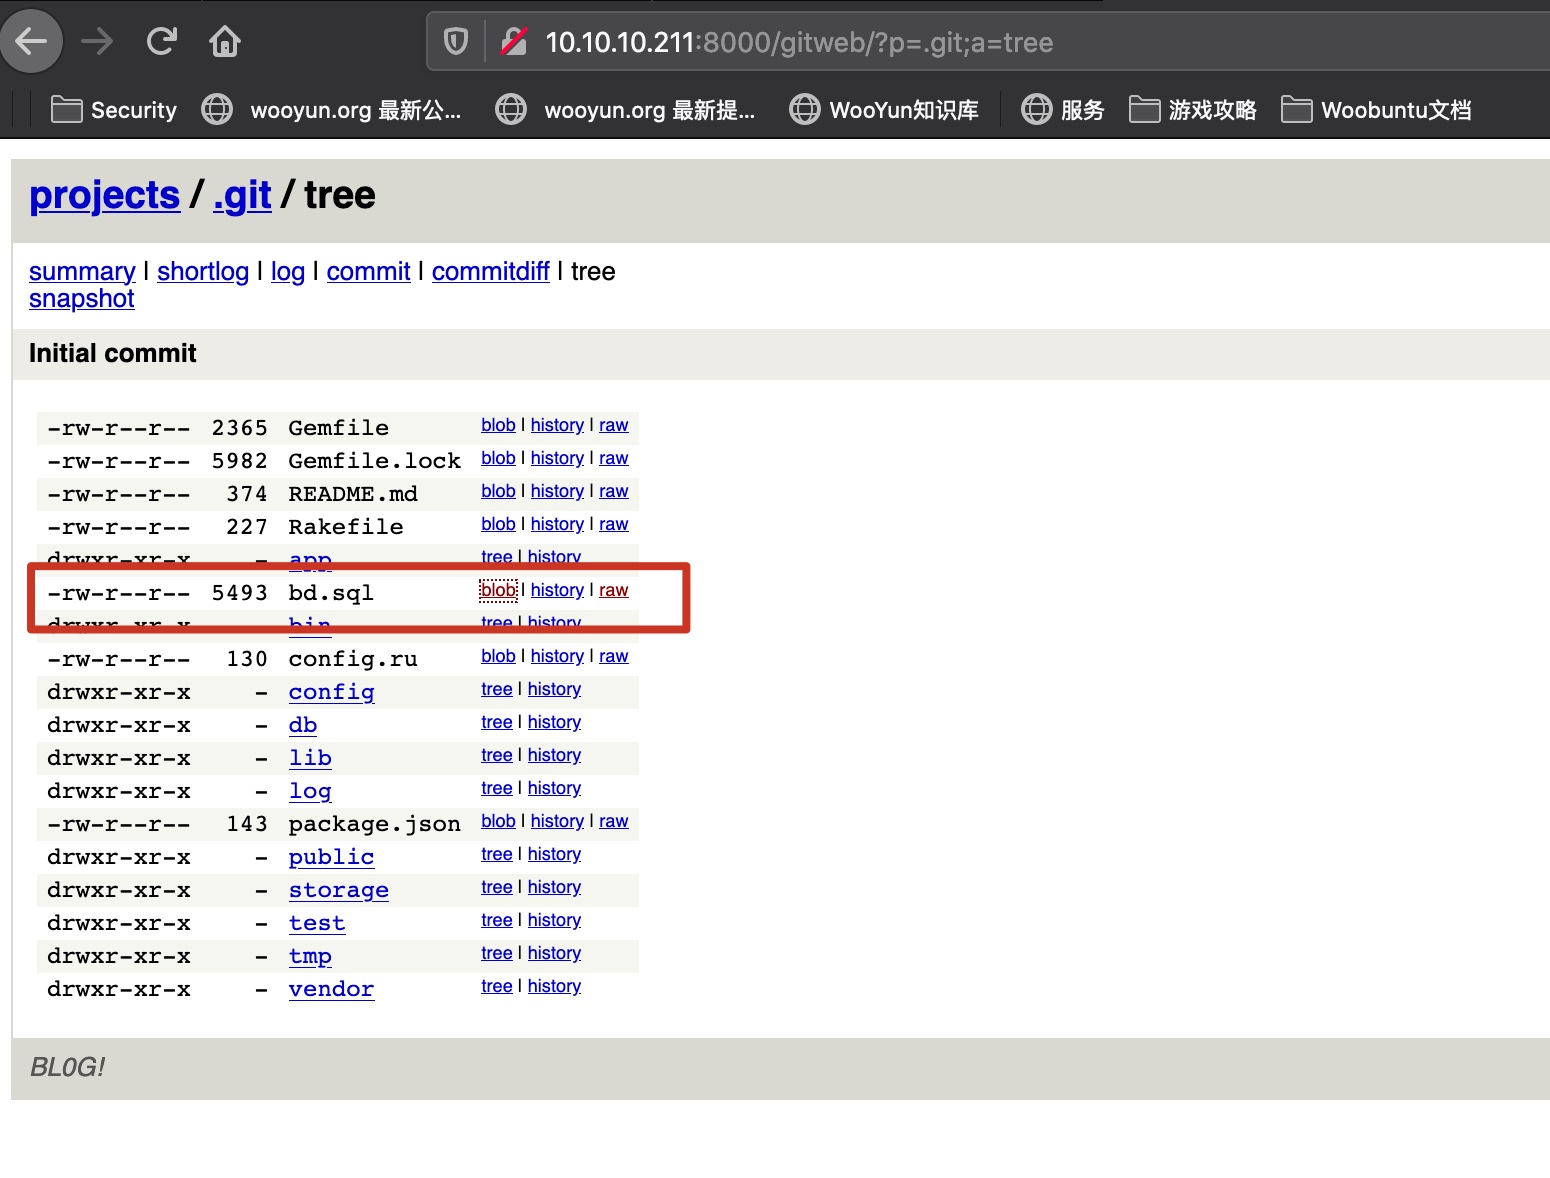 10.10.10.211:8000/gitweb/?p=.git;a=tree
Security wooyun.org 最新公... wooyun.org 最新提... WooYun知识库 服务 游戏攻略 Woobuntu文档
projects / .git / tree
summary | shortlog | log | commit | commitdiff | tree
snapshot
Initial commit
-rw-r--r-- 2365 Gemfile blob | history | raw
-rw-r--r-- 5982 Gemfile.lock blob | history | raw
-rw-r--r-- 374 README.md blob | history | raw
-rw-r--r-- 227 Rakefile blob | history | raw
drwxr-xr-x - app tree | history
-rw-r--r-- 5493 bd.sql blob | history | raw
drwxr-xr-x - bin tree | history
-rw-r--r-- 130 config.ru blob | history | raw
drwxr-xr-x - config tree | history
drwxr-xr-x - db tree | history
drwxr-xr-x - lib tree | history
drwxr-xr-x - log tree | history
-rw-r--r-- 143 package.json blob | history | raw
drwxr-xr-x - public tree | history
drwxr-xr-x - storage tree | history
drwxr-xr-x - test tree | history
drwxr-xr-x - tmp tree | history
drwxr-xr-x - vendor tree | history
BL0G!